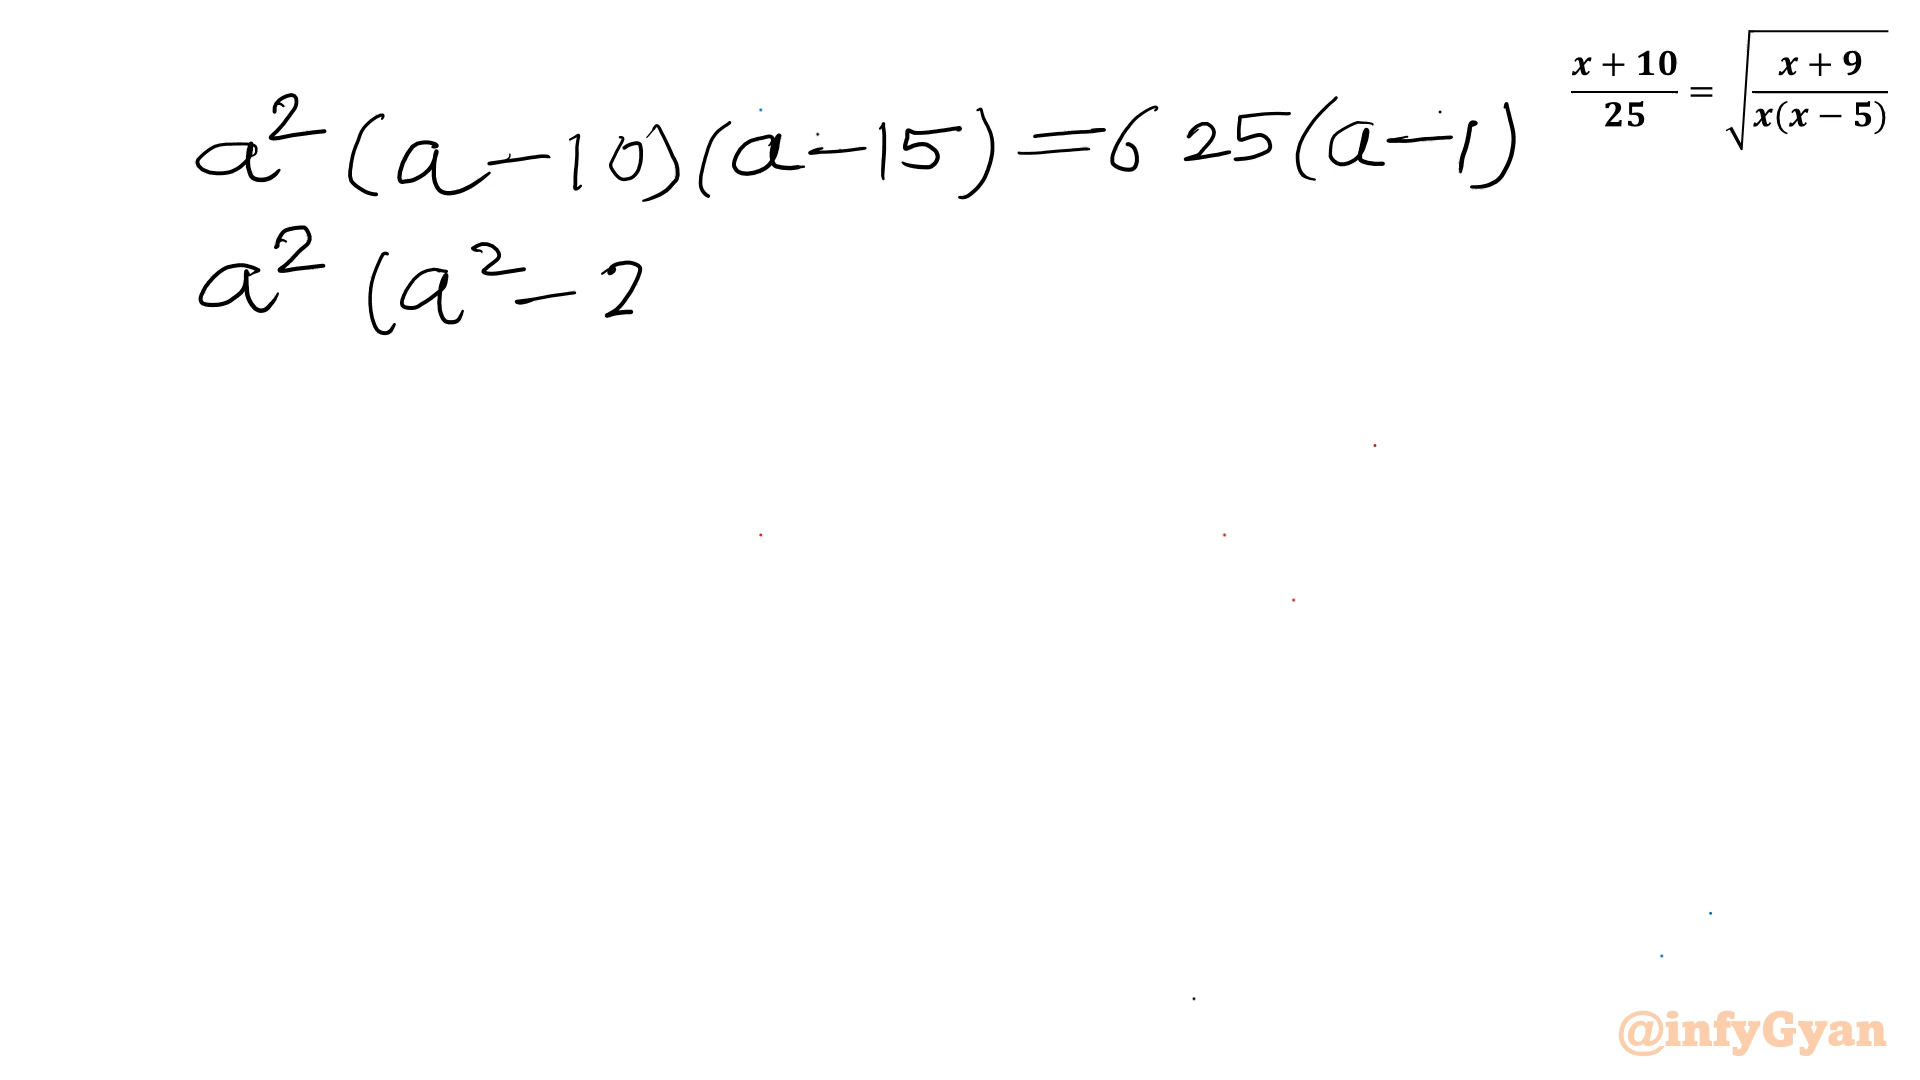 a²(a-10)(a-15)=625(a-1)
a²(a²-2
(x + 10)/25 = √((x + 9)/(x(x − 5)))
@infyGyan